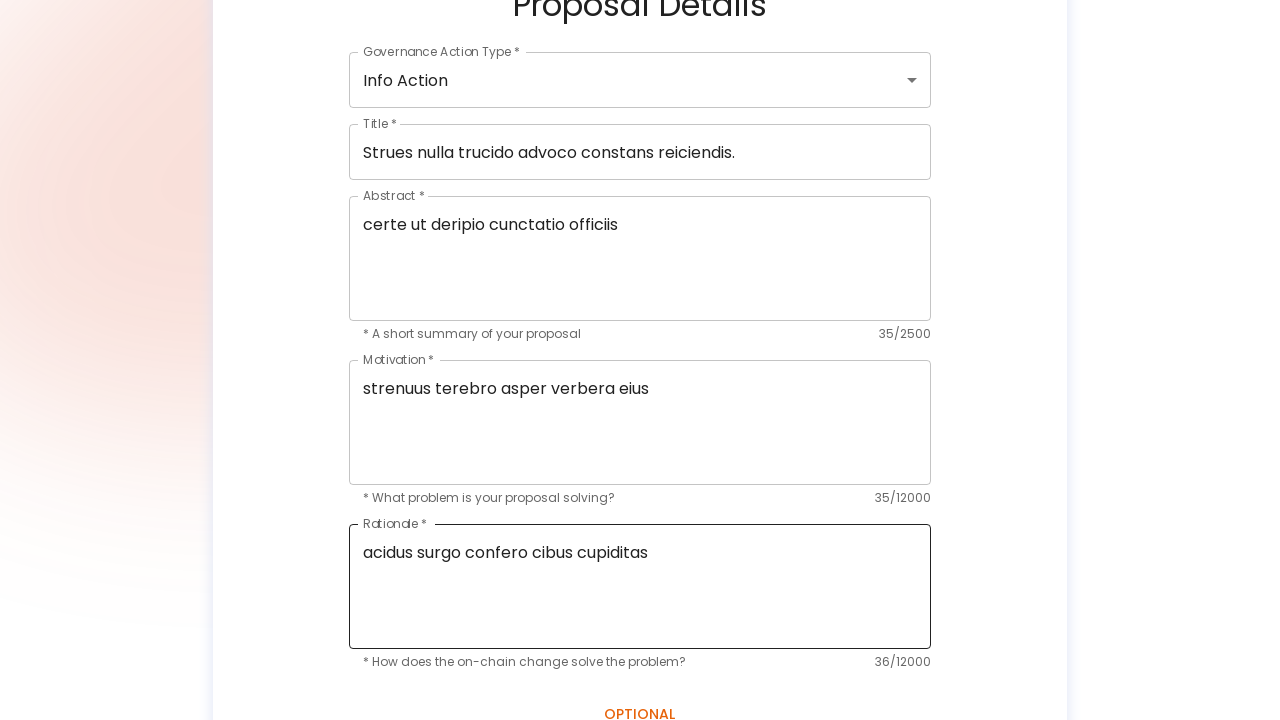 Proposal Details
Governance Action Type *
Info Action
Title *
Strues nulla trucido advoco constans reiciendis.
Abstract *
certe ut deripio cunctatio officiis
* A short summary of your proposal
35/2500
Motivation *
strenuus terebro asper verbera eius
* What problem is your proposal solving?
35/12000
Rationale *
acidus surgo confero cibus cupiditas
* How does the on-chain change solve the problem?
36/12000
OPTIONAL